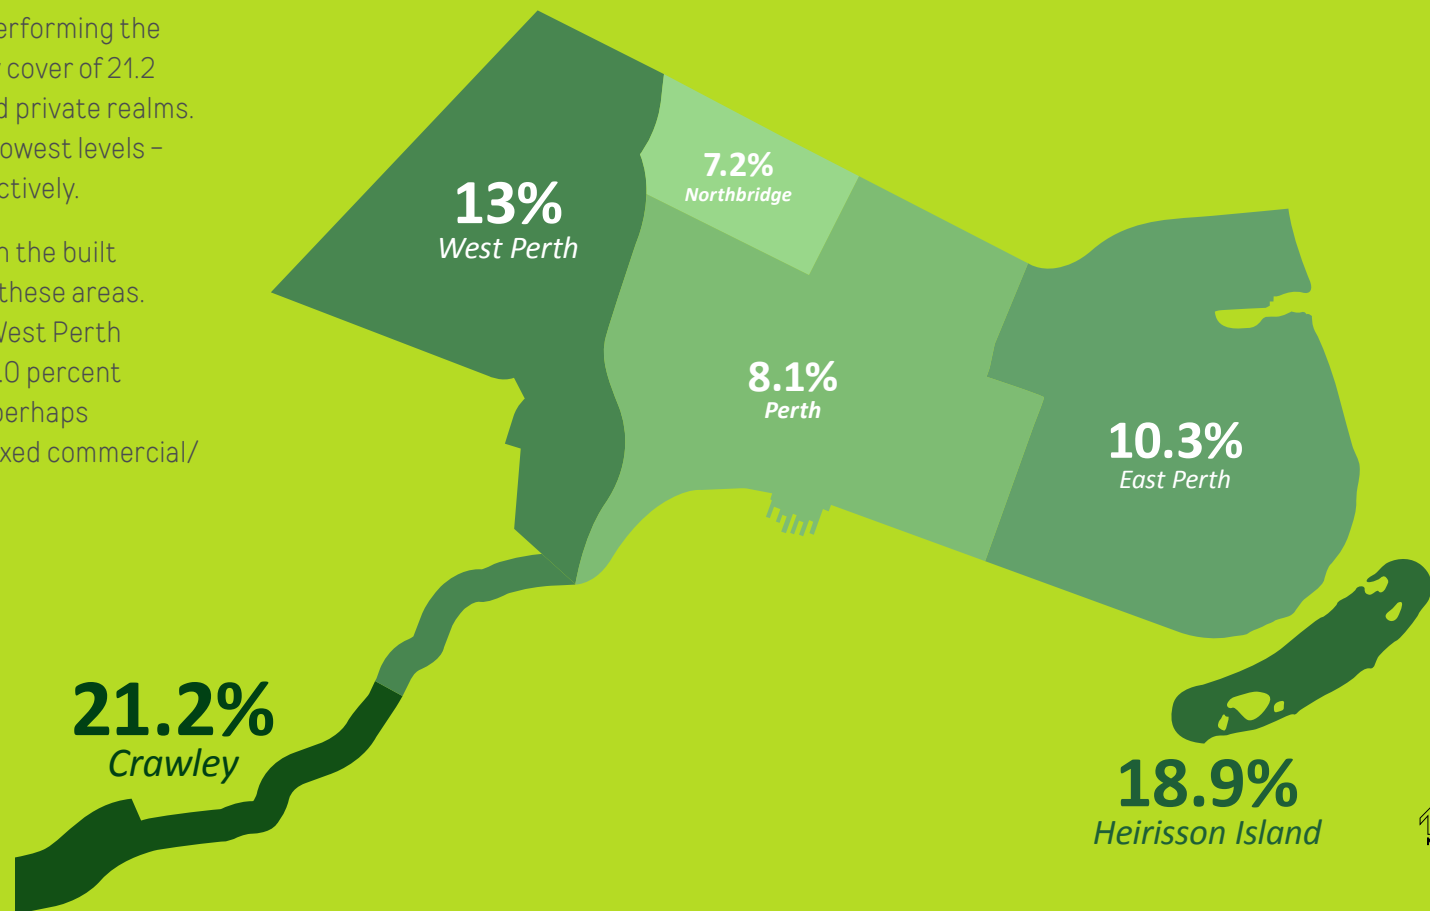 erforming the
cover of 21.2
d private realms.
owest levels –
ctively.
n the built
these areas.
West Perth
.0 percent
perhaps
xed commercial/
13%
West Perth
7.2%
Northbridge
8.1%
Perth
10.3%
East Perth
21.2%
Crawley
18.9%
Heirisson Island